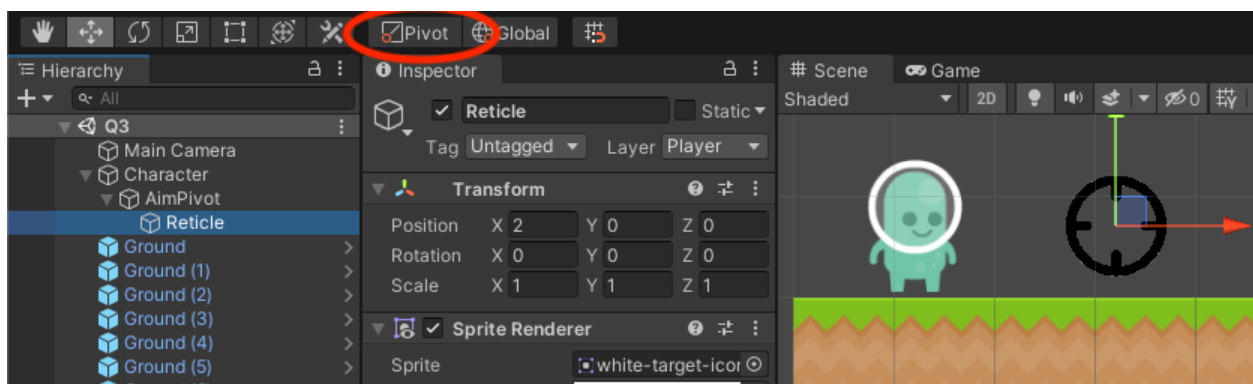 Pivot Global
Hierarchy
All
Q3
Main Camera
Character
AimPivot
Reticle
Ground
Ground (1)
Ground (2)
Ground (3)
Ground (4)
Ground (5)
Inspector
Reticle Static
Tag Untagged Layer Player
Transform
Position X 2 Y 0 Z 0
Rotation X 0 Y 0 Z 0
Scale X 1 Y 1 Z 1
Sprite Renderer
Sprite white-target-icor
Scene Game
Shaded 2D 0